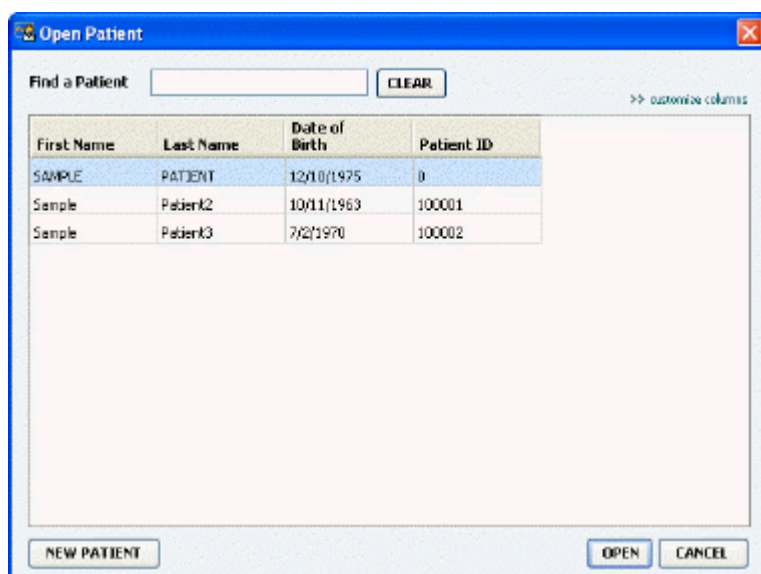 Open Patient
Find a Patient CLEAR
>> customize columns
First Name Last Name Date of Birth Patient ID
SAMPLE PATIENT 12/10/1975 0
Sample Patient2 10/11/1963 100001
Sample Patient3 7/2/1970 100002
NEW PATIENT OPEN CANCEL